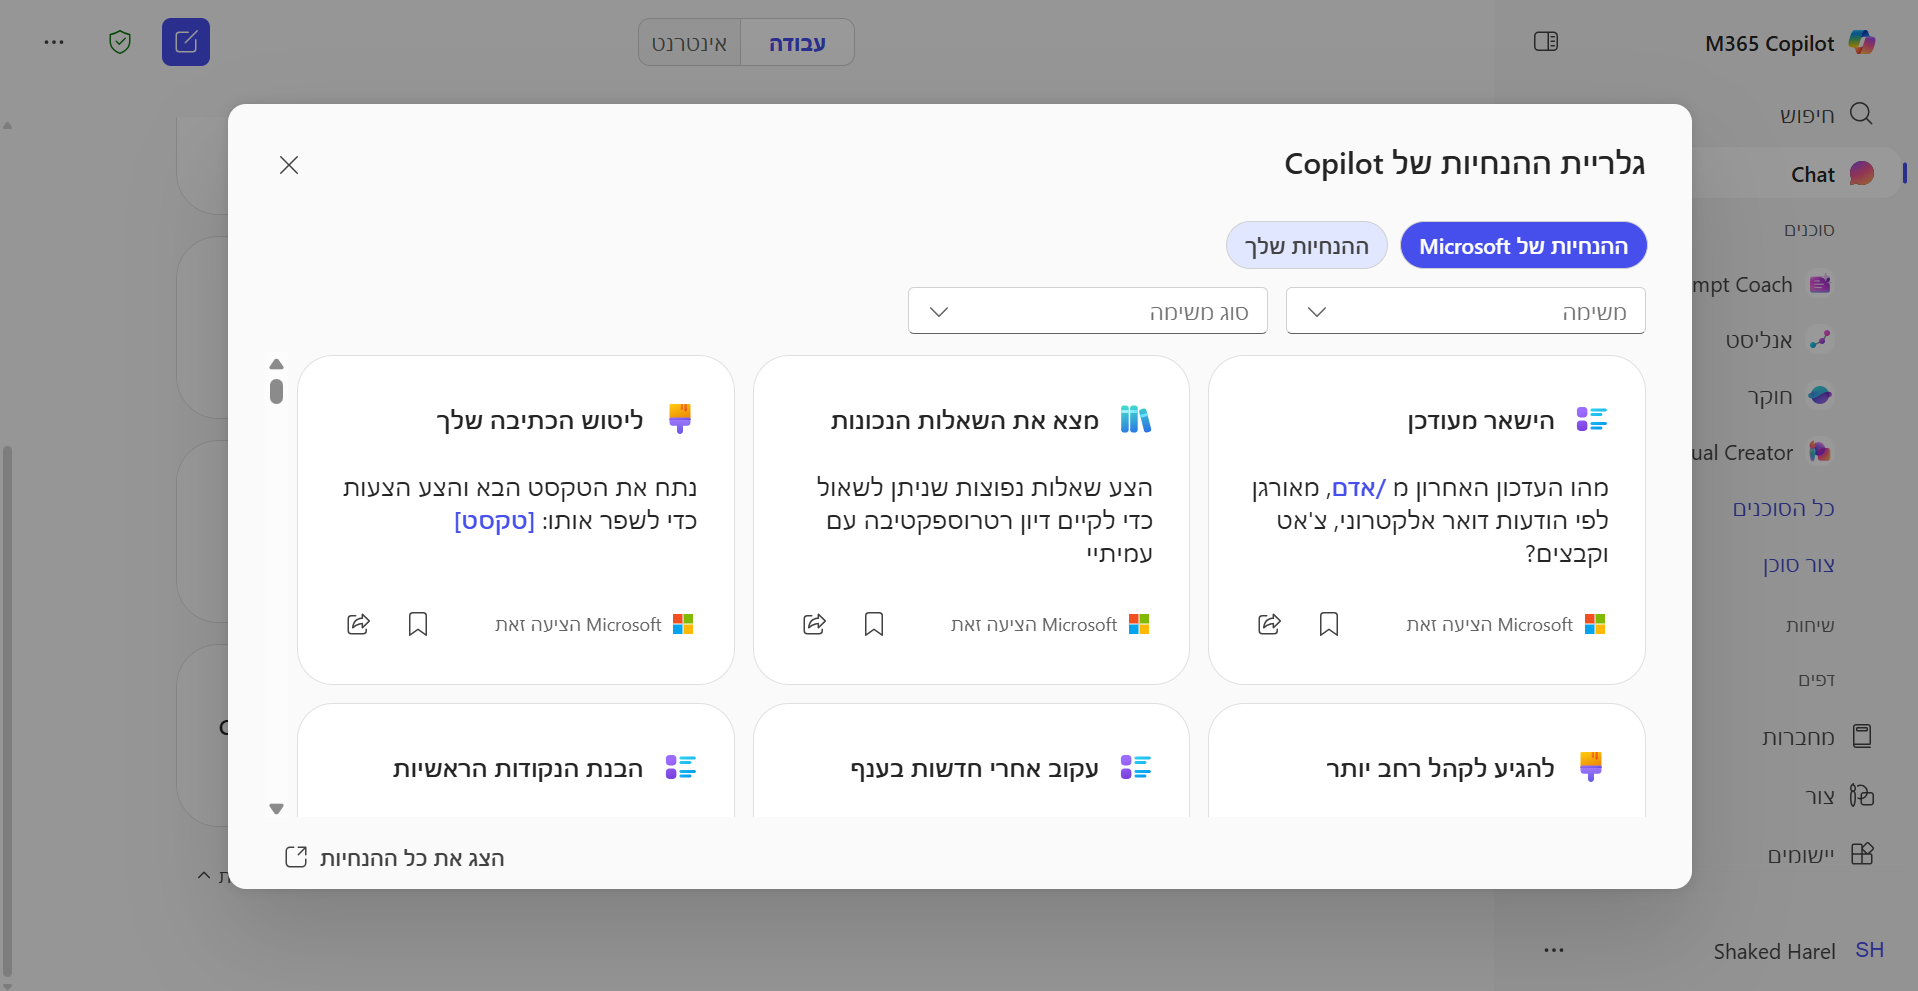 M365 Copilot
עבודה
אינטרנט
חיפוש
Chat
סוכנים
mpt Coach
אנליסט
חוקר
ual Creator
כל הסוכנים
צור סוכן
שיחות
דפים
מחברות
צור
יישומים
SH
Shaked Harel
גלריית ההנחיות של Copilot
ההנחיות של Microsoft
ההנחיות שלך
משימה
סוג משימה
הישאר מעודכן
מהו העדכון האחרון מ /אדם, מאורגן
לפי הודעות דואר אלקטרוני, צ'אט
וקבצים?
Microsoft הציעה זאת
מצא את השאלות הנכונות
הצע שאלות נפוצות שניתן לשאול
כדי לקיים דיון רטרוספקטיבה עם
עמיתיי
Microsoft הציעה זאת
ליטוש הכתיבה שלך
נתח את הטקסט הבא והצע הצעות
כדי לשפר אותו: [טקסט]
Microsoft הציעה זאת
להגיע לקהל רחב יותר
עקוב אחרי חדשות בענף
הבנת הנקודות הראשיות
הצג את כל ההנחיות